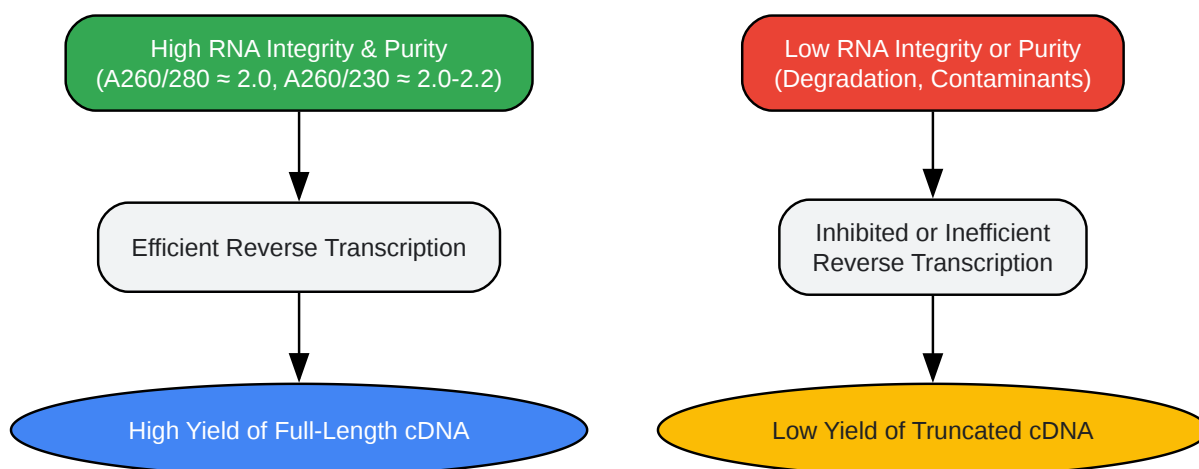 High RNA Integrity & Purity
(A260/280 ≈ 2.0, A260/230 ≈ 2.0-2.2)
Efficient Reverse Transcription
High Yield of Full-Length cDNA
Low RNA Integrity or Purity
(Degradation, Contaminants)
Inhibited or Inefficient
Reverse Transcription
Low Yield of Truncated cDNA